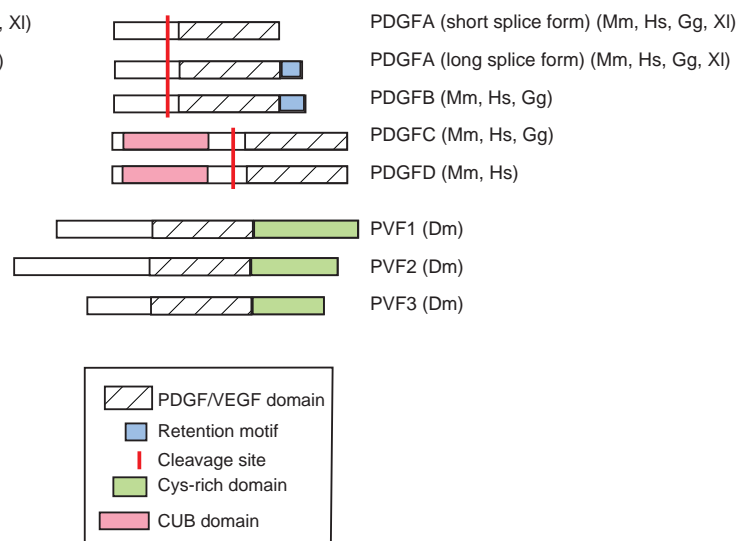 , Xl)
PDGFA (short splice form) (Mm, Hs, Gg, Xl)
)
PDGFA (long splice form) (Mm, Hs, Gg, Xl)
PDGFB (Mm, Hs, Gg)
PDGFC (Mm, Hs, Gg)
PDGFD (Mm, Hs)
PVF1 (Dm)
PVF2 (Dm)
PVF3 (Dm)
PDGF/VEGF domain
Retention motif
Cleavage site
Cys-rich domain
CUB domain